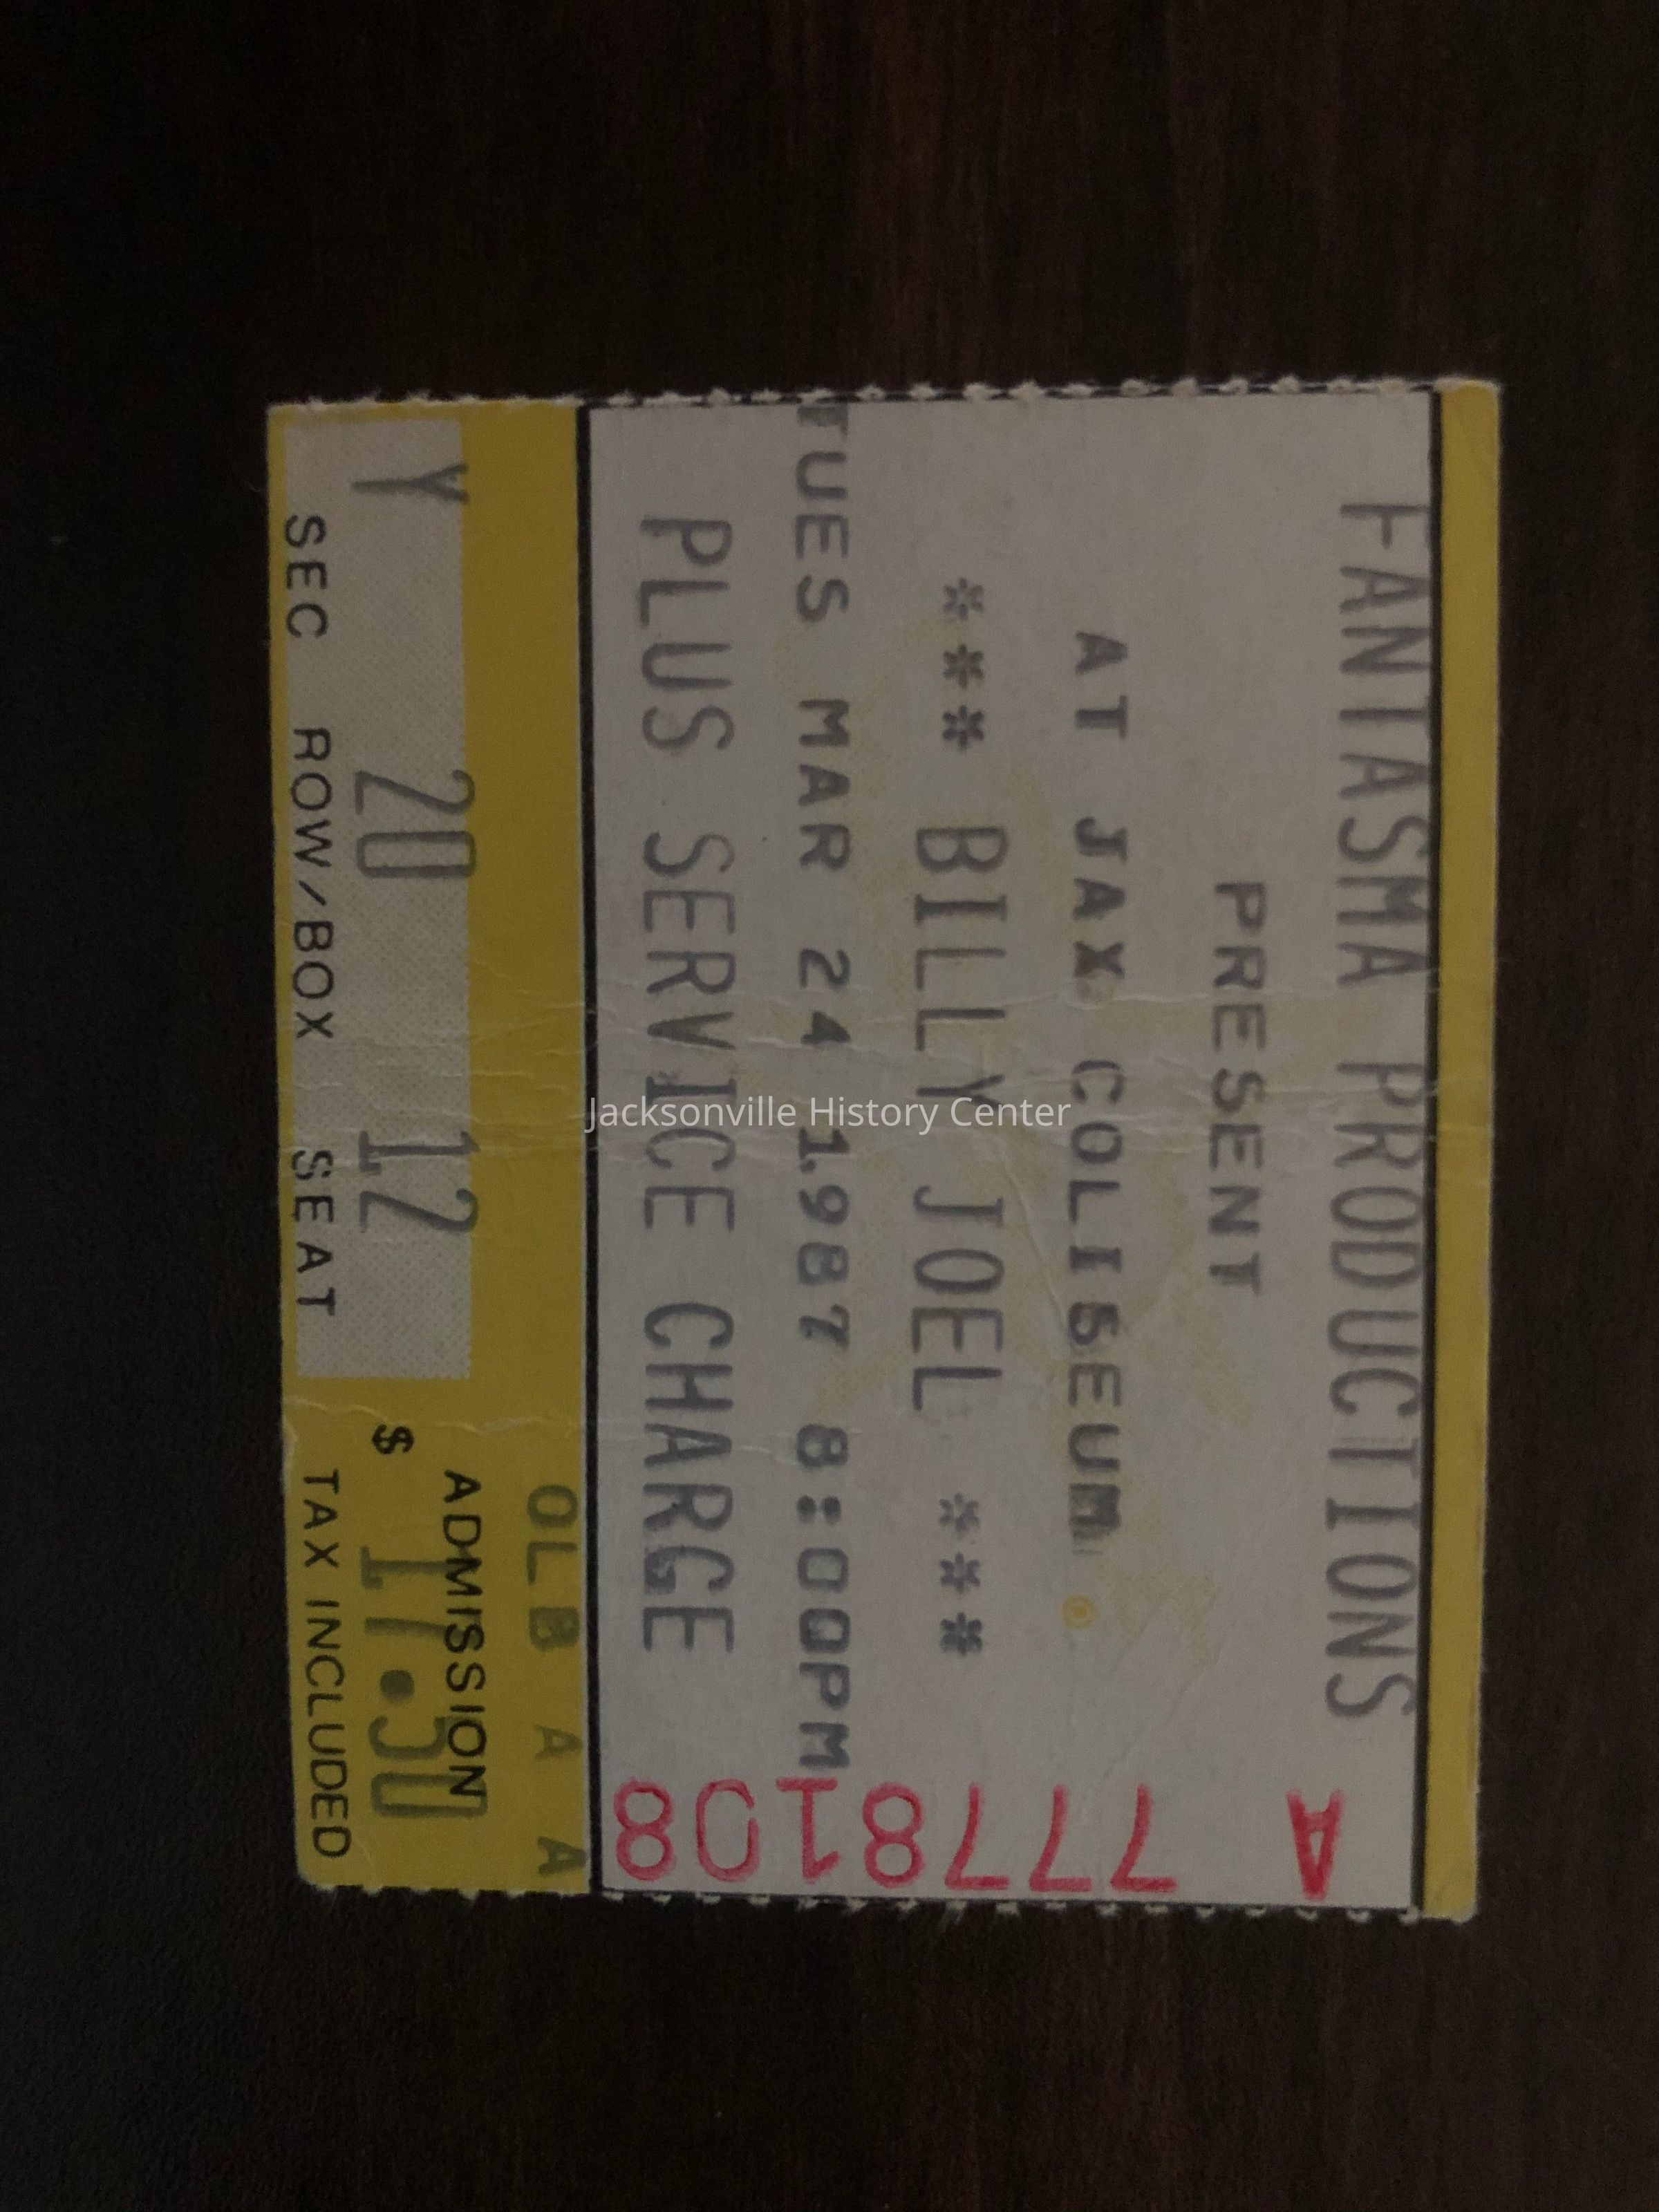 FANTASMA PRODUCTIONS
PRESENT
AT JAX COLISEUM
*** BILLY JOEL ***
TUES MAR 24 1987 8:00PM
PLUS SERVICE CHARGE
A 7778108
OLB A A
ADMISSION
Y 20 12 $ 17.50
SEC ROW/BOX SEAT TAX INCLUDED
Jacksonville History Center